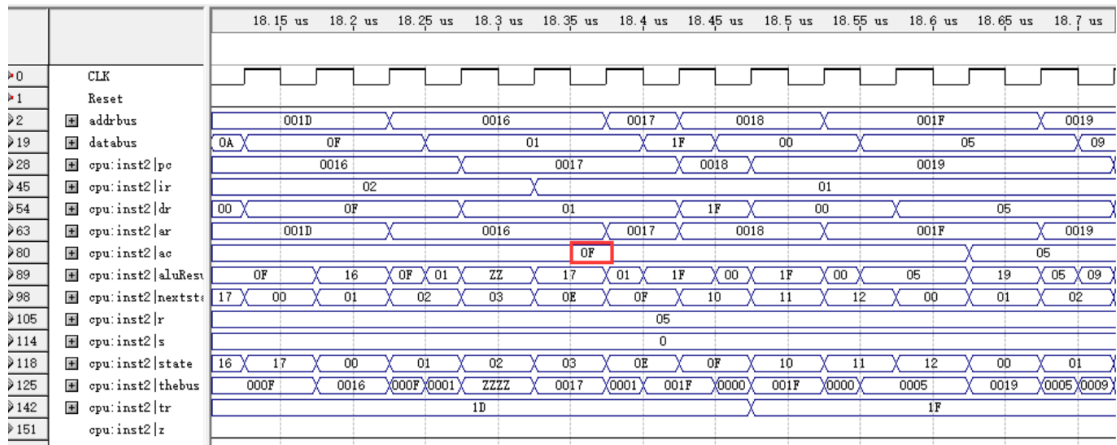 18.15 us 18.2 us 18.25 us 18.3 us 18.35 us 18.4 us 18.45 us 18.5 us 18.55 us 18.6 us 18.65 us 18.7 us
0 CLK
1 Reset
2 addrbus 001D 0016 0017 0018 001F 0019
19 databus 0A 0F 01 1F 00 05 09
28 cpu:inst2|pc 0016 0017 0018 0019
45 cpu:inst2|ir 02 01
54 cpu:inst2|dr 00 0F 01 1F 00 05
63 cpu:inst2|ar 001D 0016 0017 0018 001F 0019
80 cpu:inst2|ac 0F 05
89 cpu:inst2|aluResu 0F 16 0F 01 ZZ 17 01 1F 00 1F 00 05 19 05 09
98 cpu:inst2|nextsta 17 00 01 02 03 0E 0F 10 11 12 00 01 02
105 cpu:inst2|r 05
114 cpu:inst2|s 0
118 cpu:inst2|state 16 17 00 01 02 03 0E 0F 10 11 12 00 01
125 cpu:inst2|thebus 000F 0016 000F 0001 ZZZZ 0017 0001 001F 0000 001F 0000 0005 0019 0005 0009
142 cpu:inst2|tr 1D 1F
151 cpu:inst2|z